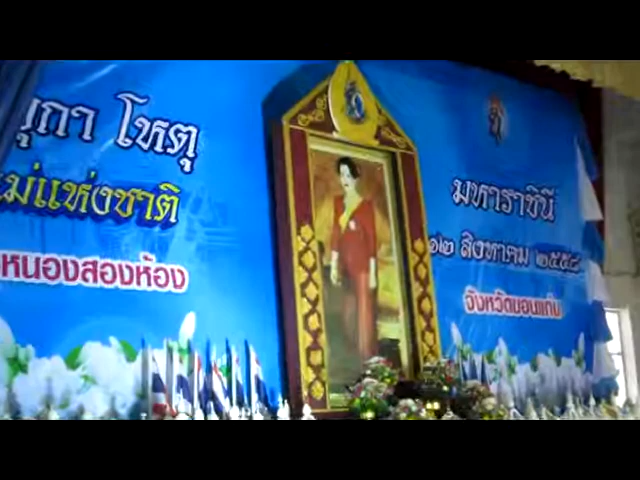 โหตุ
แม่แห่งชาติ
หนองสองห้อง
มหาราชินี
๑๒ สิงหาคม ๒๕๕๔
จังหวัดขอนแก่น